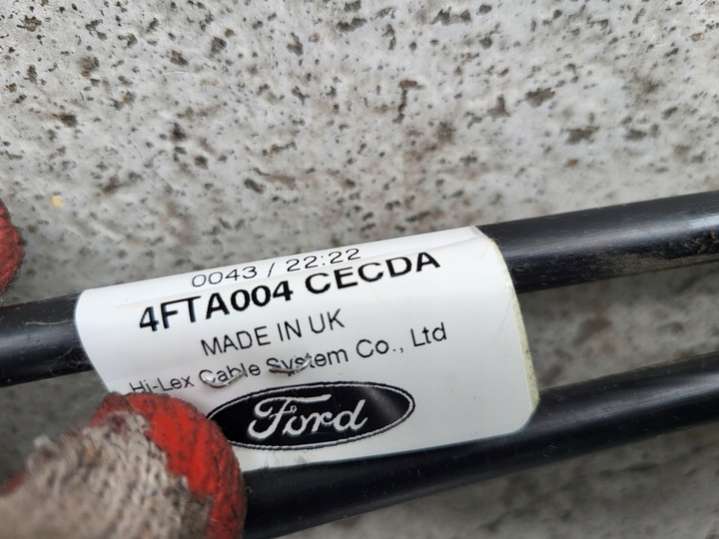 0043 / 22:22
4FTA004 CECDA
MADE IN UK
Hi-Lex Cable System Co., Ltd
Ford